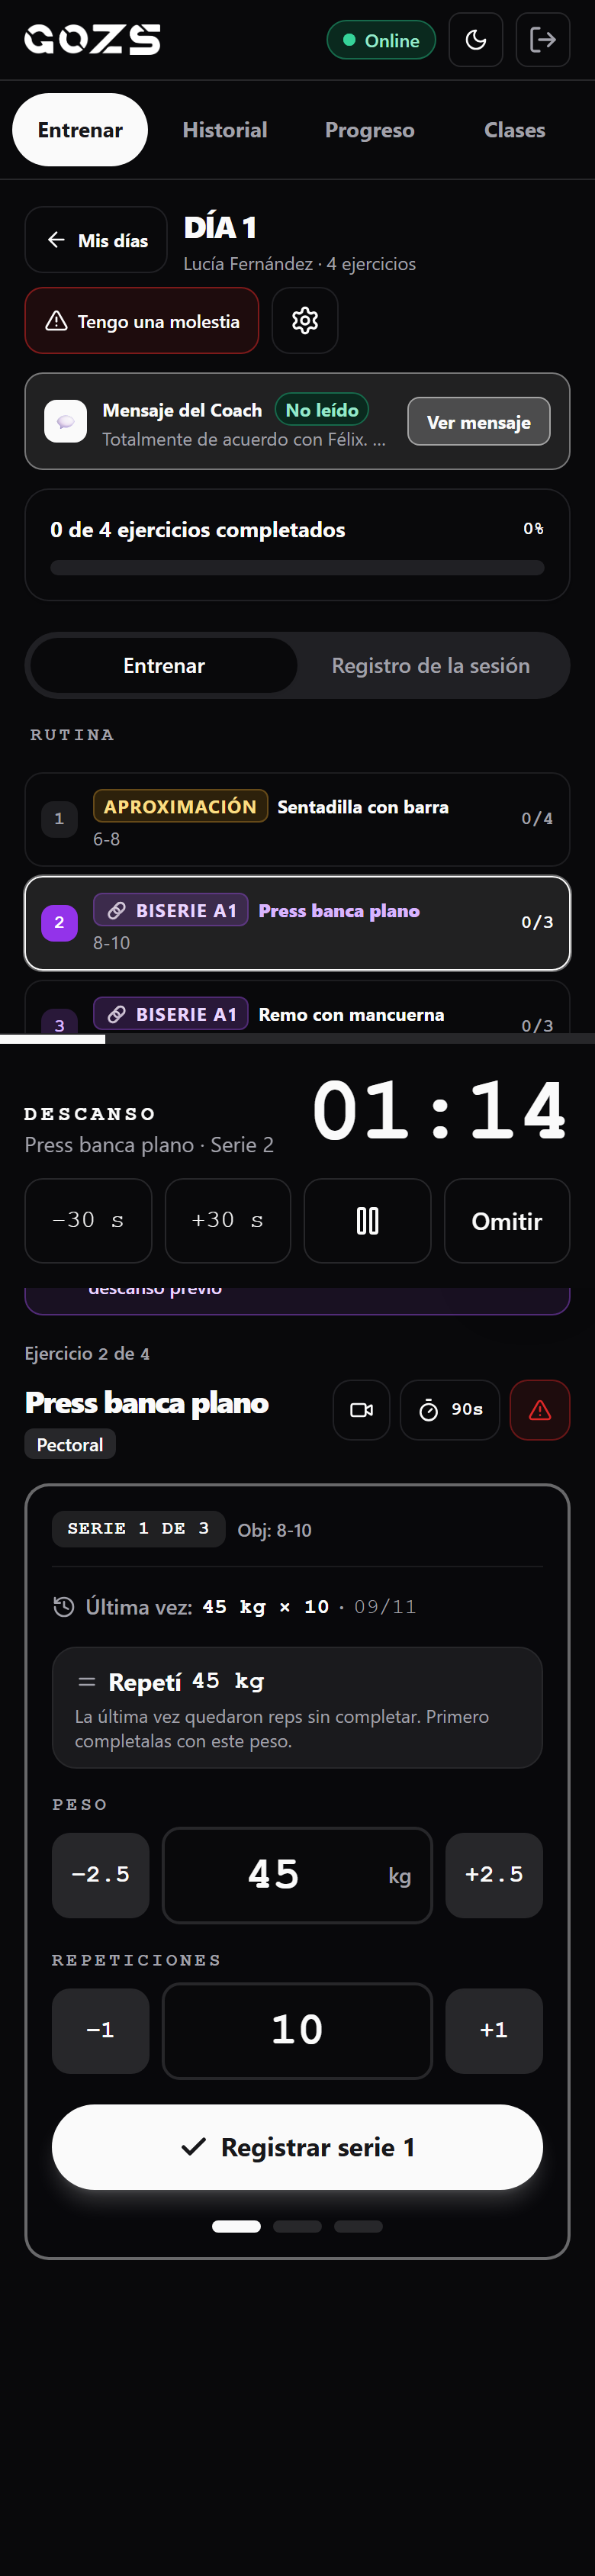 GOZS
Online
Entrenar
Historial
Progreso
Clases
Mis días
DÍA 1
Lucía Fernández · 4 ejercicios
Tengo una molestia
Mensaje del Coach
No leído
Totalmente de acuerdo con Félix. ...
Ver mensaje
0 de 4 ejercicios completados
0%
Entrenar
Registro de la sesión
RUTINA
1
APROXIMACIÓN Sentadilla con barra
6-8
0/4
2
BISERIE A1 Press banca plano
8-10
0/3
3
BISERIE A1 Remo con mancuerna
0/3
DESCANSO
Press banca plano · Serie 2
01:14
−30 s
+30 s
Omitir
descanso previo
Ejercicio 2 de 4
Press banca plano
90s
Pectoral
SERIE 1 DE 3
Obj: 8-10
Última vez: 45 kg × 10 · 09/11
= Repetí 45 kg
La última vez quedaron reps sin completar. Primero
completalas con este peso.
PESO
−2.5
45 kg
+2.5
REPETICIONES
−1
10
+1
Registrar serie 1